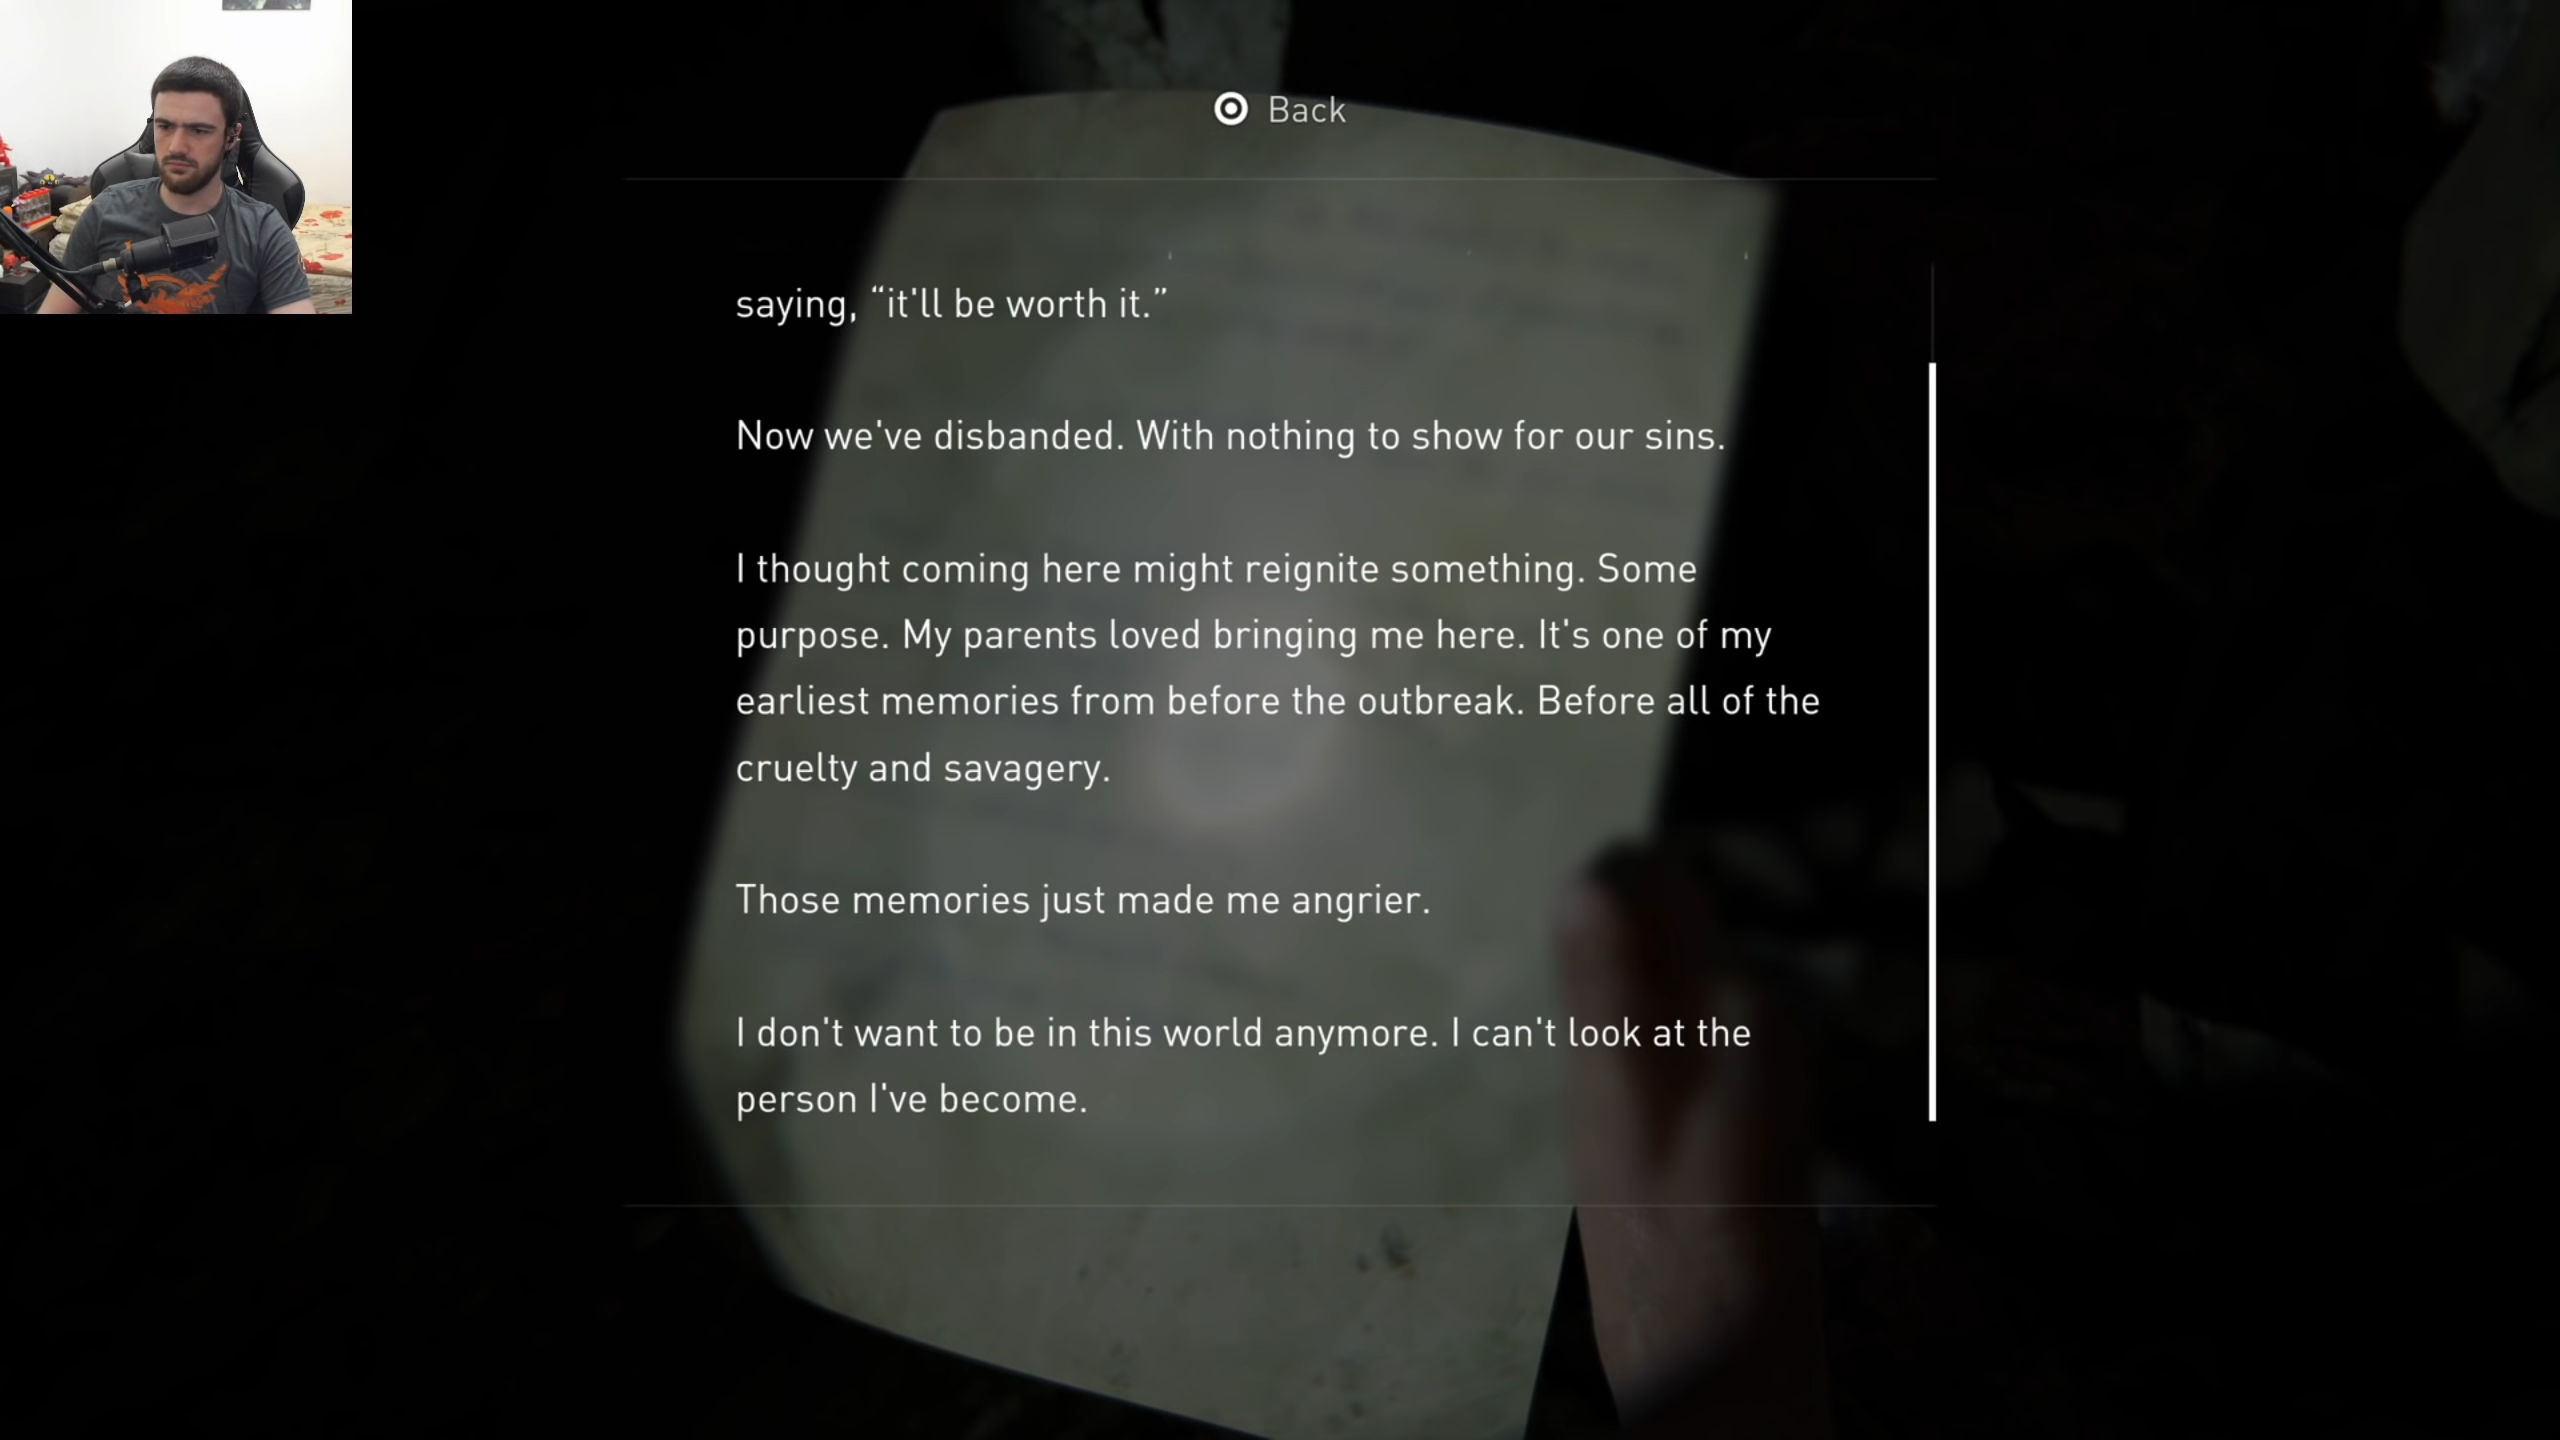 Back
saying, “it'll be worth it.”
Now we've disbanded. With nothing to show for our sins.
I thought coming here might reignite something. Some
purpose. My parents loved bringing me here. It's one of my
earliest memories from before the outbreak. Before all of the
cruelty and savagery.
Those memories just made me angrier.
I don't want to be in this world anymore. I can't look at the
person I've become.